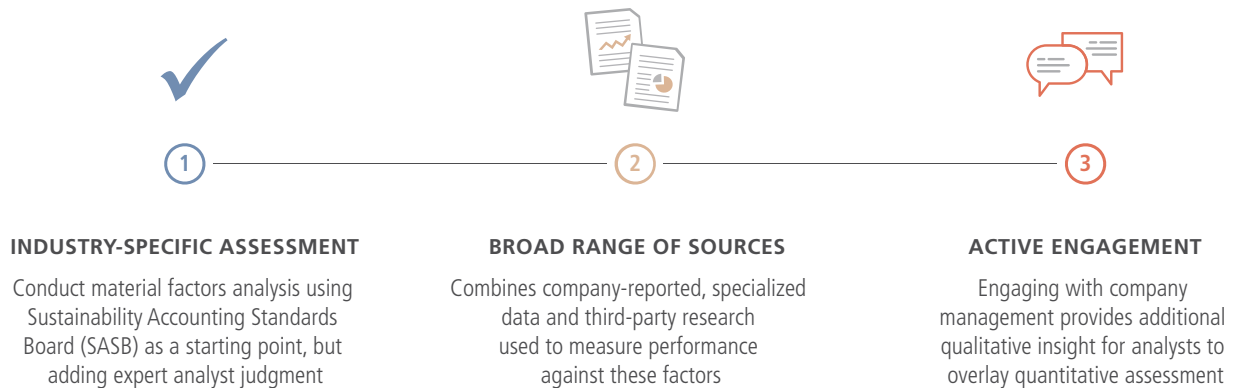 1
2
3
INDUSTRY-SPECIFIC ASSESSMENT
Conduct material factors analysis using
Sustainability Accounting Standards
Board (SASB) as a starting point, but
adding expert analyst judgment
BROAD RANGE OF SOURCES
Combines company-reported, specialized
data and third-party research
used to measure performance
against these factors
ACTIVE ENGAGEMENT
Engaging with company
management provides additional
qualitative insight for analysts to
overlay quantitative assessment